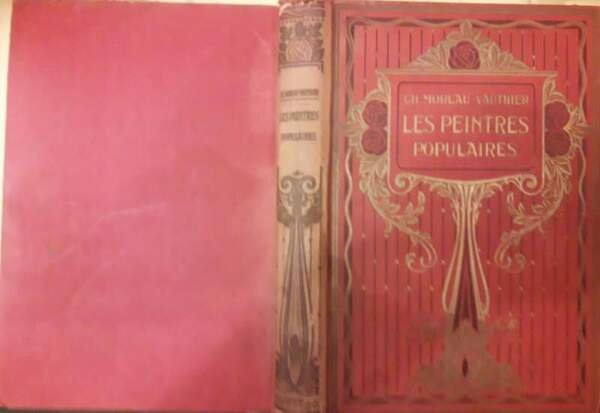 CH. MOREAU-VAUTHIER
LES PEINTRES
POPULAIRES
CH. MOREAU-VAUTHIER
LES PEINTRES
POPULAIRES